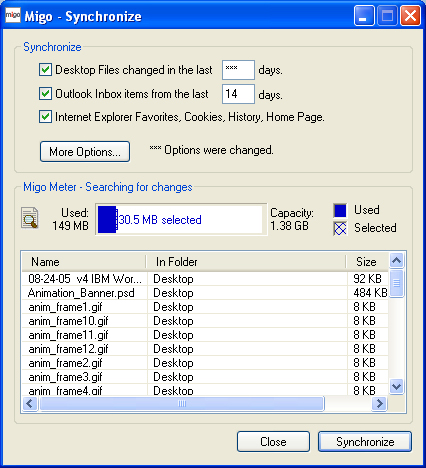 migo Migo - Synchronize
Synchronize
Desktop Files changed in the last *** days.
Outlook Inbox items from the last 14 days.
Internet Explorer Favorites, Cookies, History, Home Page.
More Options... *** Options were changed.
Migo Meter - Searching for changes
Used: 149 MB
30.5 MB selected
Capacity: 1.38 GB
Used
Selected
Name In Folder Size
08-24-05 v4 IBM Wor... Desktop 92 KB
Animation_Banner.psd Desktop 484 KB
anim_frame1.gif Desktop 8 KB
anim_frame10.gif Desktop 8 KB
anim_frame11.gif Desktop 8 KB
anim_frame12.gif Desktop 8 KB
anim_frame2.gif Desktop 8 KB
anim_frame3.gif Desktop 8 KB
anim_frame4.gif Desktop 8 KB
Close Synchronize